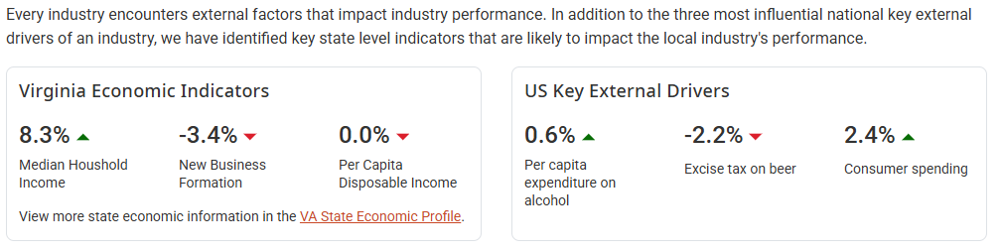 Every industry encounters external factors that impact industry performance. In addition to the three most influential national key external
drivers of an industry, we have identified key state level indicators that are likely to impact the local industry's performance.
Virginia Economic Indicators
8.3%
Median Houshold
Income
-3.4%
New Business
Formation
0.0%
Per Capita
Disposable Income
View more state economic information in the VA State Economic Profile.
US Key External Drivers
0.6%
Per capita
expenditure on
alcohol
-2.2%
Excise tax on beer
2.4%
Consumer spending